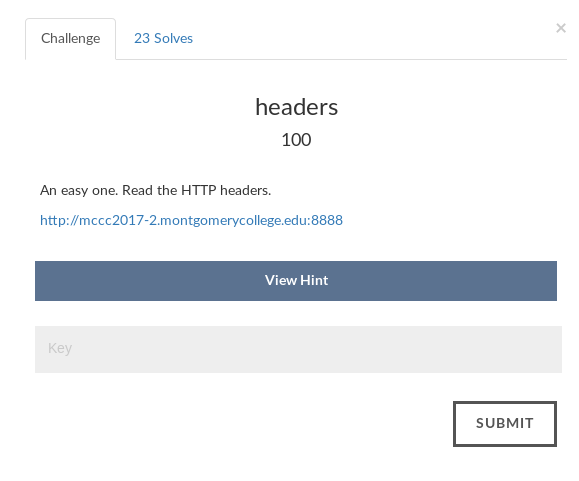 Challenge
23 Solves
×
headers
100
An easy one. Read the HTTP headers.
http://mccc2017-2.montgomerycollege.edu:8888
View Hint
Key
SUBMIT